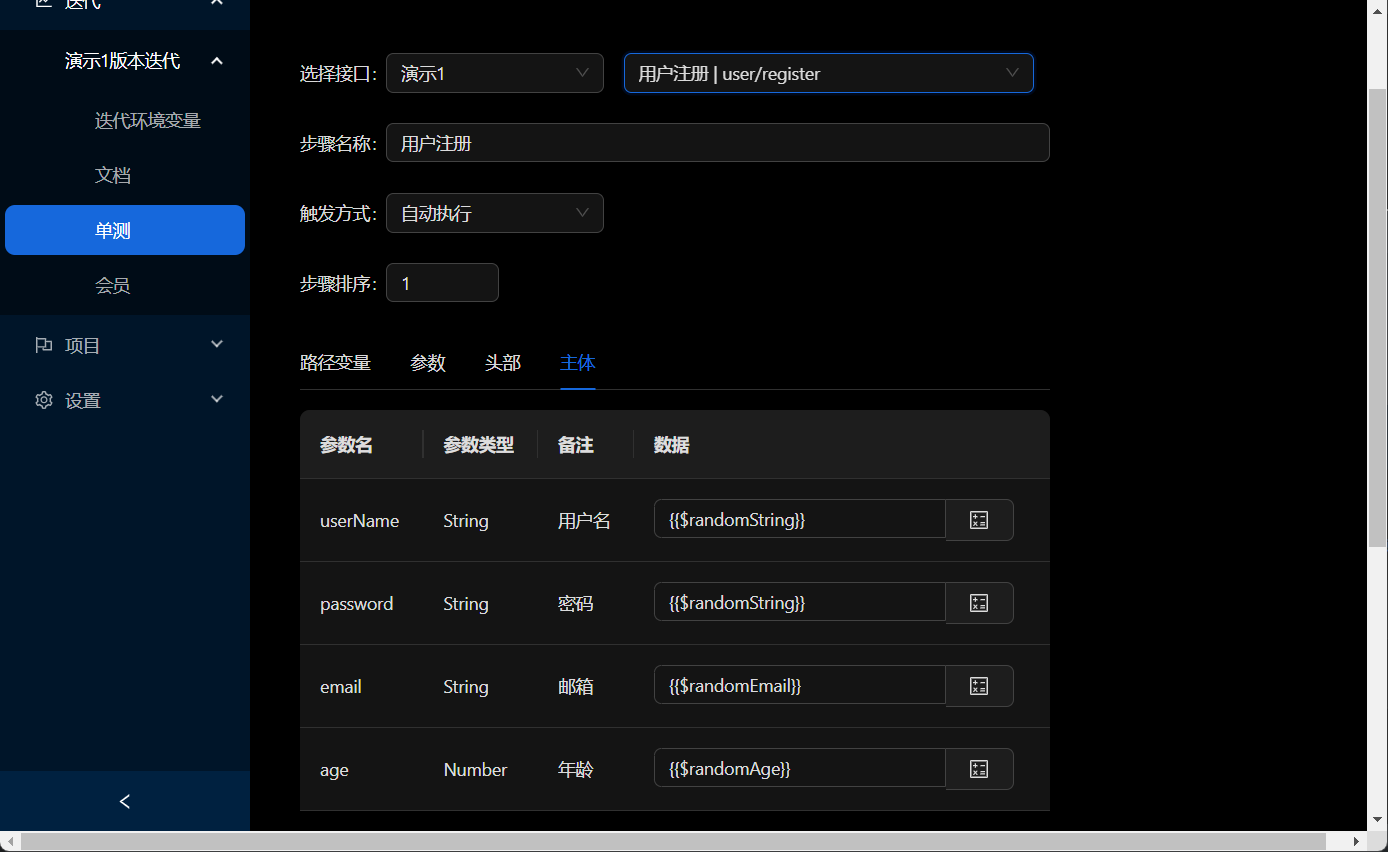 迭代
演示1版本迭代
迭代环境变量
文档
单测
会员
项目
设置
选择接口: 演示1 用户注册 | user/register
步骤名称: 用户注册
触发方式: 自动执行
步骤排序: 1
路径变量 参数 头部 主体
参数名 参数类型 备注 数据
userName String 用户名 {{$randomString}}
password String 密码 {{$randomString}}
email String 邮箱 {{$randomEmail}}
age Number 年龄 {{$randomAge}}